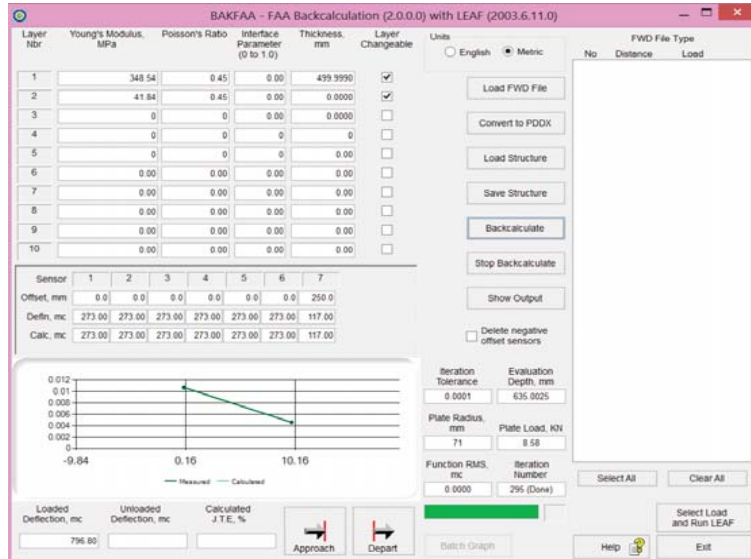 BAKFAA - FAA Backcalculation (2.0.0.0) with LEAF (2003.6.11.0)
Layer Nbr Young's Modulus, MPa Poisson's Ratio Interface Parameter (0 to 1.0) Thickness, mm Layer Changeable
1 348.54 0.45 0.00 499.9990
2 41.84 0.45 0.00 0.0000
3 0 0 0.00 0.0000
4 0 0 0.00 0
5 0 0 0.00 0.00
6 0.00 0.00 0.00 0.00
7 0.00 0.00 0.00 0.00
8 0.00 0.00 0.00 0.00
9 0.00 0.00 0.00 0.00
10 0.00 0.00 0.00 0.00
Sensor 1 2 3 4 5 6 7
Offset, mm 0.0 0.0 0.0 0.0 0.0 0.0 250.0
Defln, mc 273.00 273.00 273.00 273.00 273.00 273.00 117.00
Calc, mc 273.00 273.00 273.00 273.00 273.00 273.00 117.00
0.012
0.01
0.008
0.006
0.004
0.002
0
-9.84 0.16 10.16
Measured Calculated
Loaded Deflection, mc Unloaded Deflection, mc Calculated J.T.E, %
796.80
Approach Depart
Units
English Metric
Load FWD File
Convert to PDDX
Load Structure
Save Structure
Backcalculate
Stop Backcalculate
Show Output
Delete negative offset sensors
Iteration Tolerance Evaluation Depth, mm
0.0001 635.0025
Plate Radius, mm Plate Load, KN
71 8.58
Function RMS, mc Iteration Number
0.0000 295 (Done)
Batch Graph
FWD File Type
No Distance Load
Select All Clear All
Select Load and Run LEAF
Help Exit